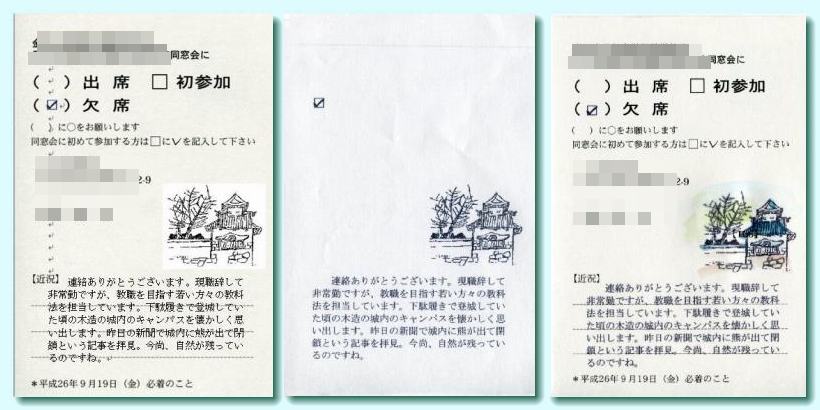 同窓会に
( ) 出 席 □ 初参加
(☑) 欠 席
( )に○をお願いします
同窓会に初めて参加する方は□に∨を記入して下さい
2-9
【近況】 連絡ありがとうございます。現職辞して
非常勤ですが、教職を目指す若い方々の教科
法を担当しています。下駄履きで登城してい
た頃の木造の城内のキャンパスを懐かしく思
い出します。昨日の新聞で城内に熊が出て閉
鎖という記事を拝見。今尚、自然が残ってい
るのですね。
＊平成26年9月19日（金）必着のこと
☑
連絡ありがとうございます。現職辞して
非常勤ですが、教職を目指す若い方々の教科
法を担当しています。下駄履きで登城してい
た頃の木造の城内のキャンパスを懐かしく思
い出します。昨日の新聞で城内に熊が出て閉
鎖という記事を拝見。今尚、自然が残ってい
るのですね。
同窓会に
( ) 出 席 □ 初参加
(☑) 欠 席
( )に○をお願いします
同窓会に初めて参加する方は□に∨を記入して下さい
2-9
【近況】
連絡ありがとうございます。現職辞して
非常勤ですが、教職を目指す若い方々の教科
法を担当しています。下駄履きで登城してい
た頃の木造の城内のキャンパスを懐かしく思
い出します。昨日の新聞で城内に熊が出て閉
鎖という記事を拝見。今尚、自然が残ってい
るのですね。
＊平成26年9月19日（金）必着のこと